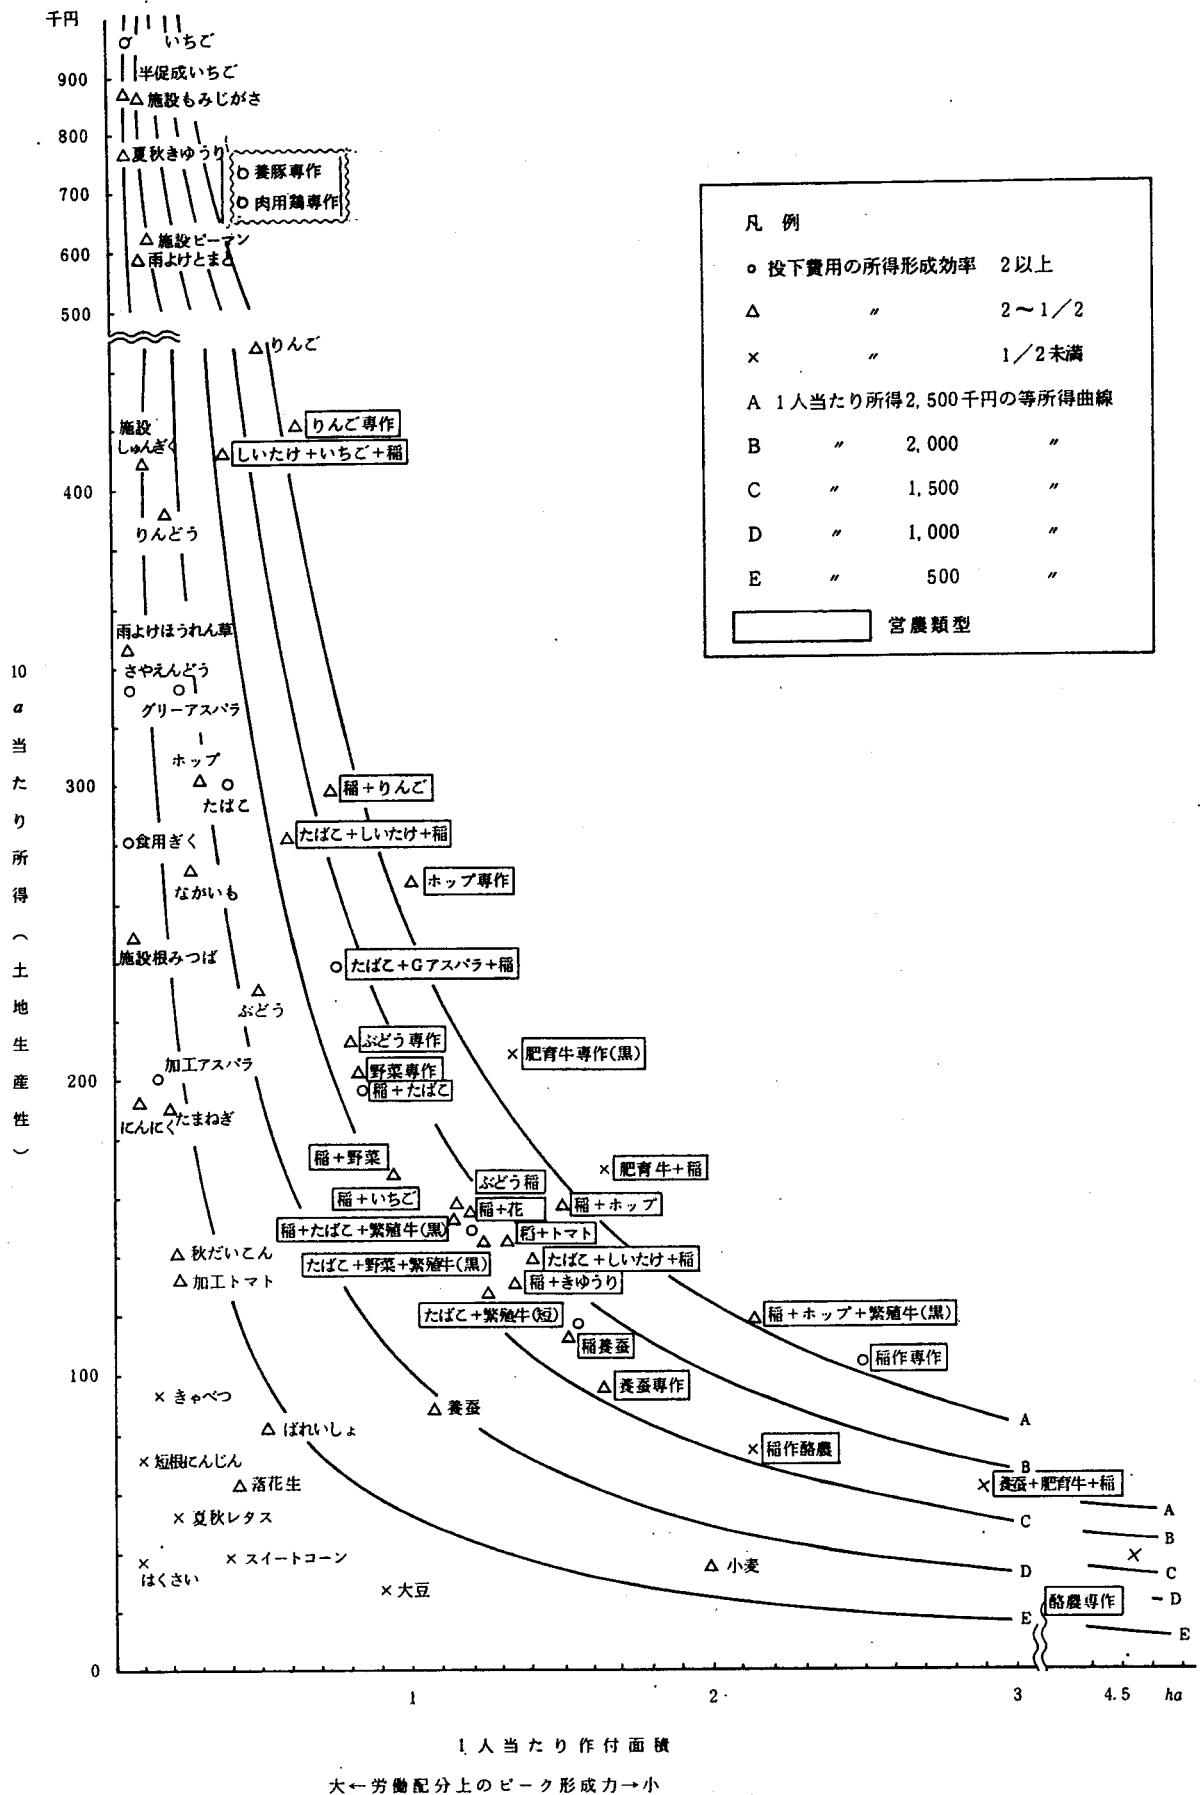 千円
いちご
半促成いちご
900
施設もみじがさ
800
夏秋きゆうり
養豚専作
700
肉用鶏専作
施設ピーマン
600
雨よけとまと
500
りんご
凡 例
投下費用の所得形成効率 2以上
〃 2〜1/2
× 〃 1/2未満
A 1人当たり所得2,500千円の等所得曲線
B 〃 2,000 〃
C 〃 1,500 〃
D 〃 1,000 〃
E 〃 500 〃
営農類型
りんご専作
施設
しゅんぎく
しいたけ+いちご+稲
400
りんどう
雨よけほうれん草
さやえんどう
グリーアスパラ
ホップ
300
稲+りんご
たばこ
たばこ+しいたけ+稲
食用ぎく
ながいも
ホップ専作
施設根みつば
たばこ+Gアスパラ+稲
ぶどう
ぶどう専作
肥育牛専作(黒)
加工アスパラ
野菜専作
200
稲+たばこ
にんにく
たまねぎ
稲+野菜
肥育牛+稲
ぶどう稲
稲+いちご
稲+花
稲+ホップ
稲+たばこ+繁殖牛(黒)
稲+トマト
秋だいこん
たばこ+野菜+繁殖牛(黒)
たばこ+しいたけ+稲
加工トマト
稲+きゆうり
たばこ+繁殖牛(短)
稲+ホップ+繁殖牛(黒)
稲養蚕
稲作専作
100
養蚕専作
きゃべつ
養蚕
A
ばれいしょ
稲作酪農
短根にんじん
B
落花生
養蚕+肥育牛+稲
A
夏秋レタス
C
B
スイートコーン
はくさい
小麦
D
C
大豆
酪農専作
D
E
E
0
1
2
3
4.5
ha
10a当たり所得(土地生産性)
1人当たり作付面積
大←労働配分上のピーク形成力→小